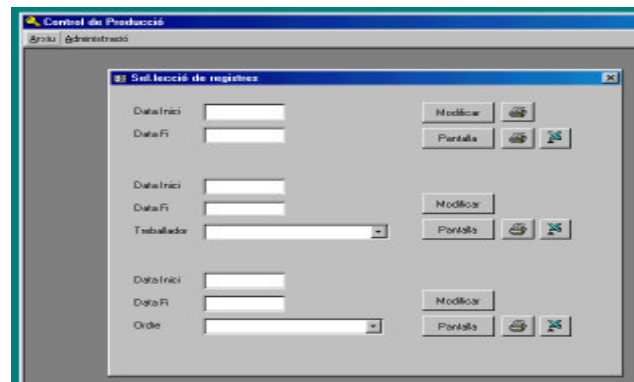 Control de Producció
Arxiu Administració
Sel.lecció de registres
Data Inici Modificar
Data Fi Pantalla
Data Inici
Data Fi Modificar
Treballador Pantalla
Data Inici
Data Fi Modificar
Ordre Pantalla